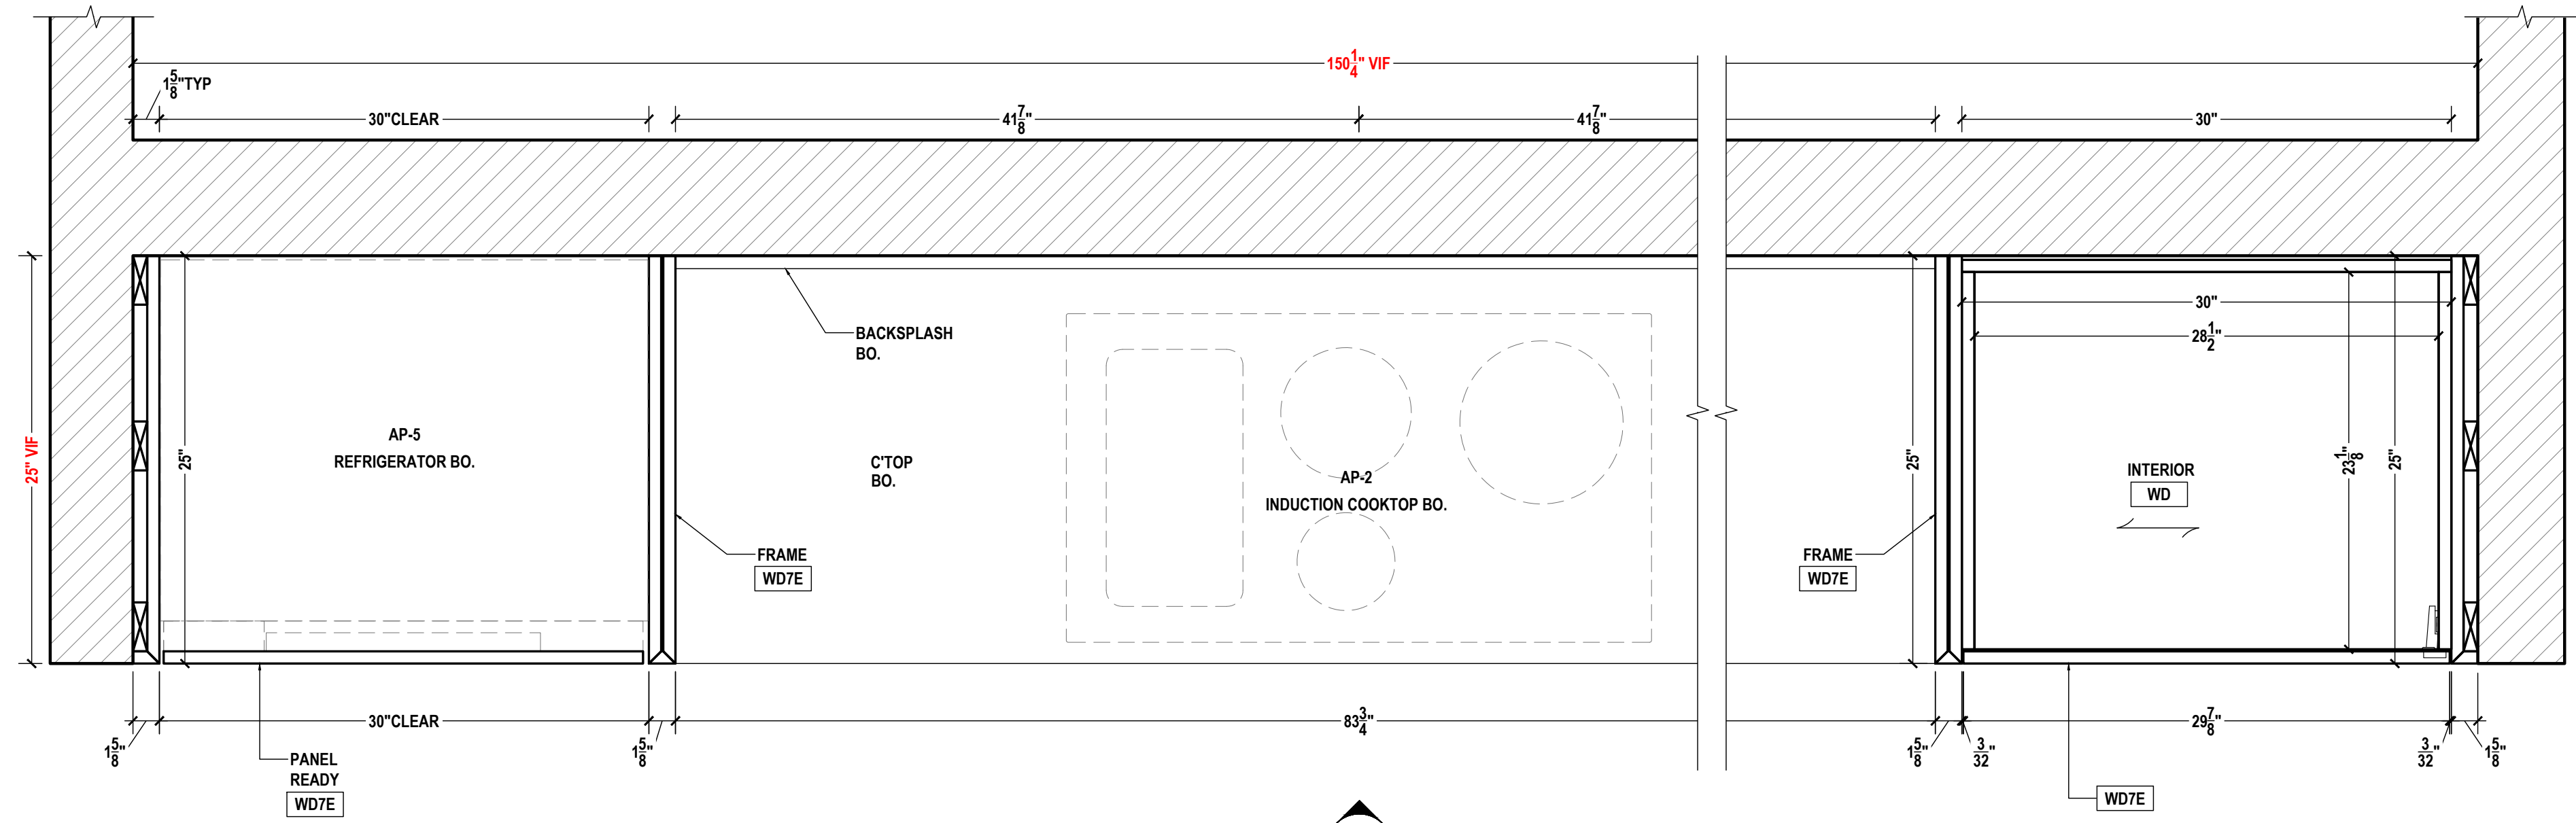 150 1/4" VIF
1 5/8"TYP
30"CLEAR
41 7/8"
41 7/8"
30"
25" VIF
25"
AP-5
REFRIGERATOR BO.
BACKSPLASH
BO.
C'TOP
BO.
AP-2
INDUCTION COOKTOP BO.
FRAME
WD7E
FRAME
WD7E
25"
30"
28 1/2"
23 1/8"
25"
INTERIOR
WD
1 5/8"
30"CLEAR
1 5/8"
83 3/4"
1 5/8"
3/32"
29 7/8"
3/32"
1 5/8"
PANEL
READY
WD7E
WD7E